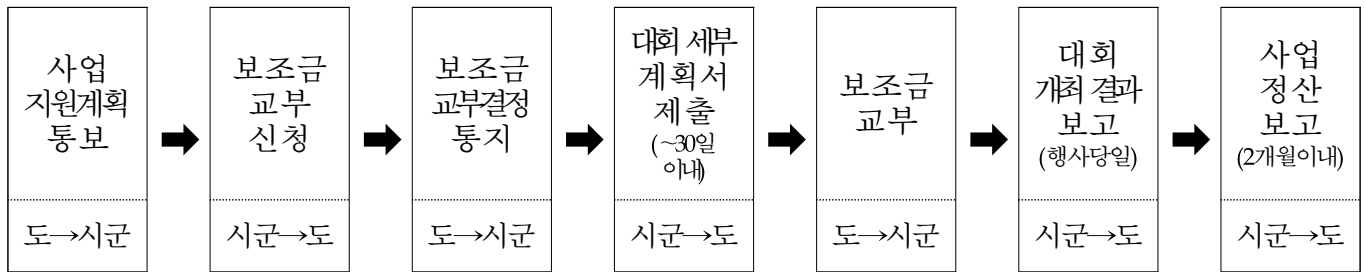 사업
지원계획
통보
도→시군
보조금
교부
신청
시군→도
보조금
교부결정
통지
도→시군
대회 세부
계획서
제출
(~30일
이내)
시군→도
보조금
교부
도→시군
대회
개최 결과
보고
(행사당일)
시군→도
사업
정산
보고
(2개월이내)
시군→도